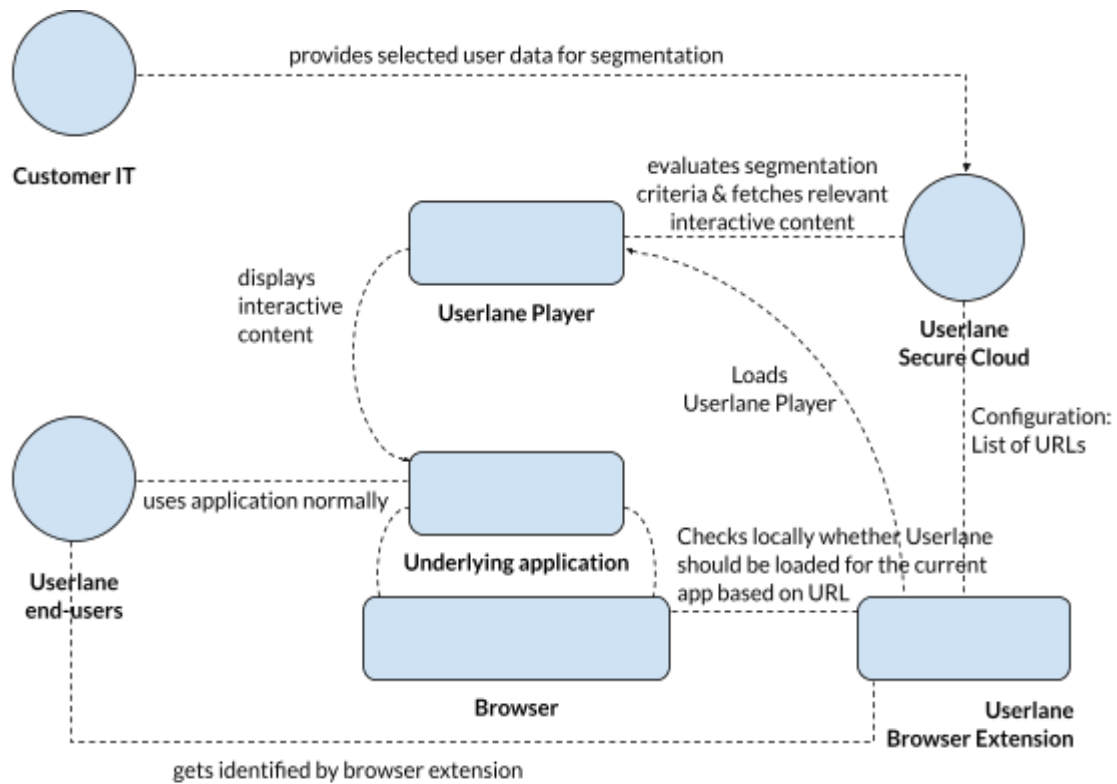 provides selected user data for segmentation
Customer IT
evaluates segmentation
criteria & fetches relevant
interactive content
displays
interactive
content
Userlane Player
Userlane
Secure Cloud
Loads
Userlane Player
Configuration:
List of URLs
uses application normally
Underlying application
Checks locally whether Userlane
should be loaded for the current
app based on URL
Userlane
end-users
Browser
Userlane
Browser Extension
gets identified by browser extension